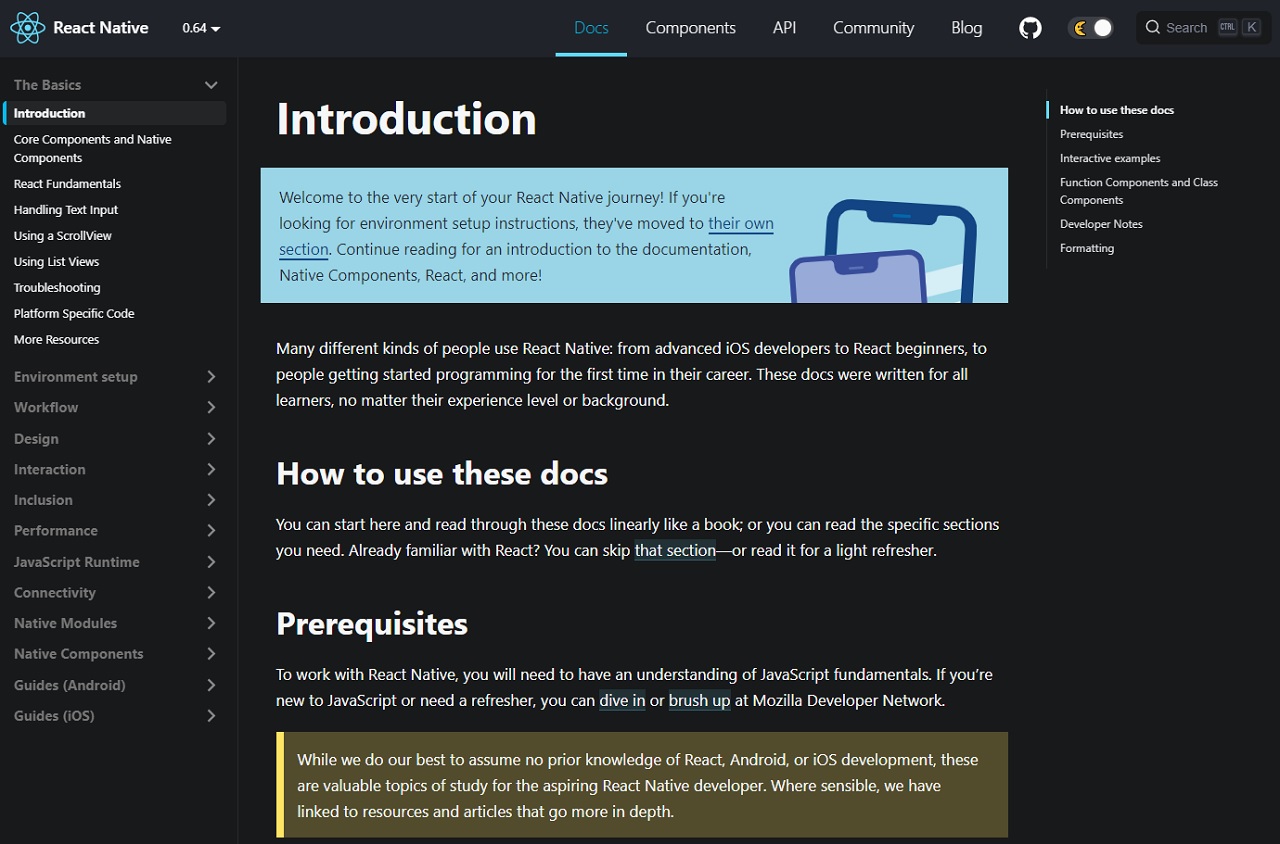 React Native
0.64
Docs
Components
API
Community
Blog
Search
CTRL
K
The Basics
Introduction
Core Components and Native
Components
React Fundamentals
Handling Text Input
Using a ScrollView
Using List Views
Troubleshooting
Platform Specific Code
More Resources
Environment setup
Workflow
Design
Interaction
Inclusion
Performance
JavaScript Runtime
Connectivity
Native Modules
Native Components
Guides (Android)
Guides (iOS)
Introduction
Welcome to the very start of your React Native journey! If you're
looking for environment setup instructions, they've moved to their own
section. Continue reading for an introduction to the documentation,
Native Components, React, and more!
Many different kinds of people use React Native: from advanced iOS developers to React beginners, to
people getting started programming for the first time in their career. These docs were written for all
learners, no matter their experience level or background.
How to use these docs
You can start here and read through these docs linearly like a book; or you can read the specific sections
you need. Already familiar with React? You can skip that section—or read it for a light refresher.
Prerequisites
To work with React Native, you will need to have an understanding of JavaScript fundamentals. If you’re
new to JavaScript or need a refresher, you can dive in or brush up at Mozilla Developer Network.
While we do our best to assume no prior knowledge of React, Android, or iOS development, these
are valuable topics of study for the aspiring React Native developer. Where sensible, we have
linked to resources and articles that go more in depth.
How to use these docs
Prerequisites
Interactive examples
Function Components and Class
Components
Developer Notes
Formatting